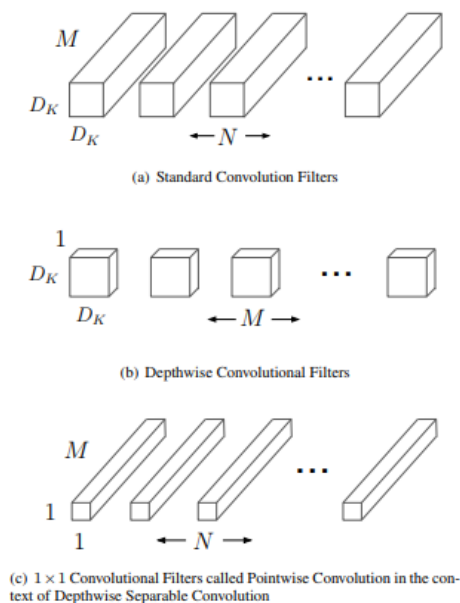 M
D_K
D_K
N
...
(a) Standard Convolution Filters
1
D_K
D_K
M
...
(b) Depthwise Convolutional Filters
M
1
1
N
...
(c) 1 × 1 Convolutional Filters called Pointwise Convolution in the con-
text of Depthwise Separable Convolution